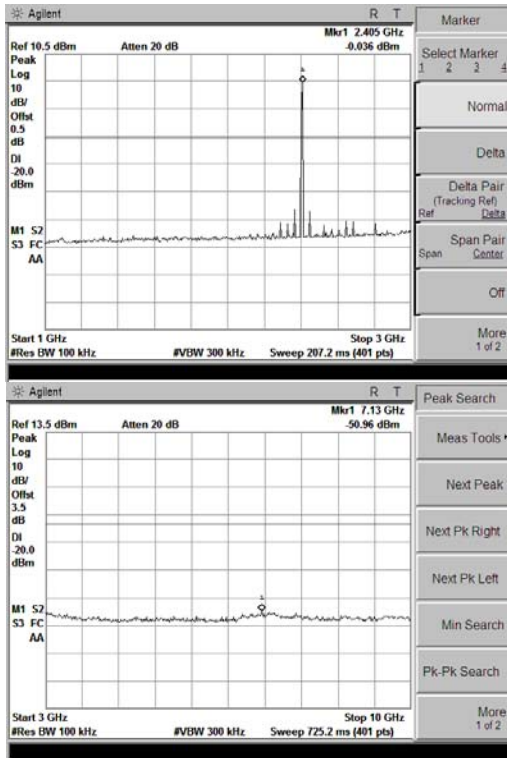 Agilent R T
Mkr1 2.405 GHz
Ref 10.5 dBm Atten 20 dB -0.036 dBm
Peak
Log
10
dB/
Offst
0.5
dB
DI
-20.0
dBm
M1 S2
S3 FC
AA
1
Start 1 GHz Stop 3 GHz
#Res BW 100 kHz #VBW 300 kHz Sweep 207.2 ms (401 pts)
Marker
Select Marker
1 2 3 4
Normal
Delta
Delta Pair
(Tracking Ref)
Ref Delta
Span Pair
Span Center
Off
More
1 of 2
Agilent R T
Mkr1 7.13 GHz
Ref 13.5 dBm Atten 20 dB -50.96 dBm
Peak
Log
10
dB/
Offst
3.5
dB
DI
-20.0
dBm
M1 S2
S3 FC
AA
1
Start 3 GHz Stop 10 GHz
#Res BW 100 kHz #VBW 300 kHz Sweep 725.2 ms (401 pts)
Peak Search
Meas Tools
Next Peak
Next Pk Right
Next Pk Left
Min Search
Pk-Pk Search
More
1 of 2